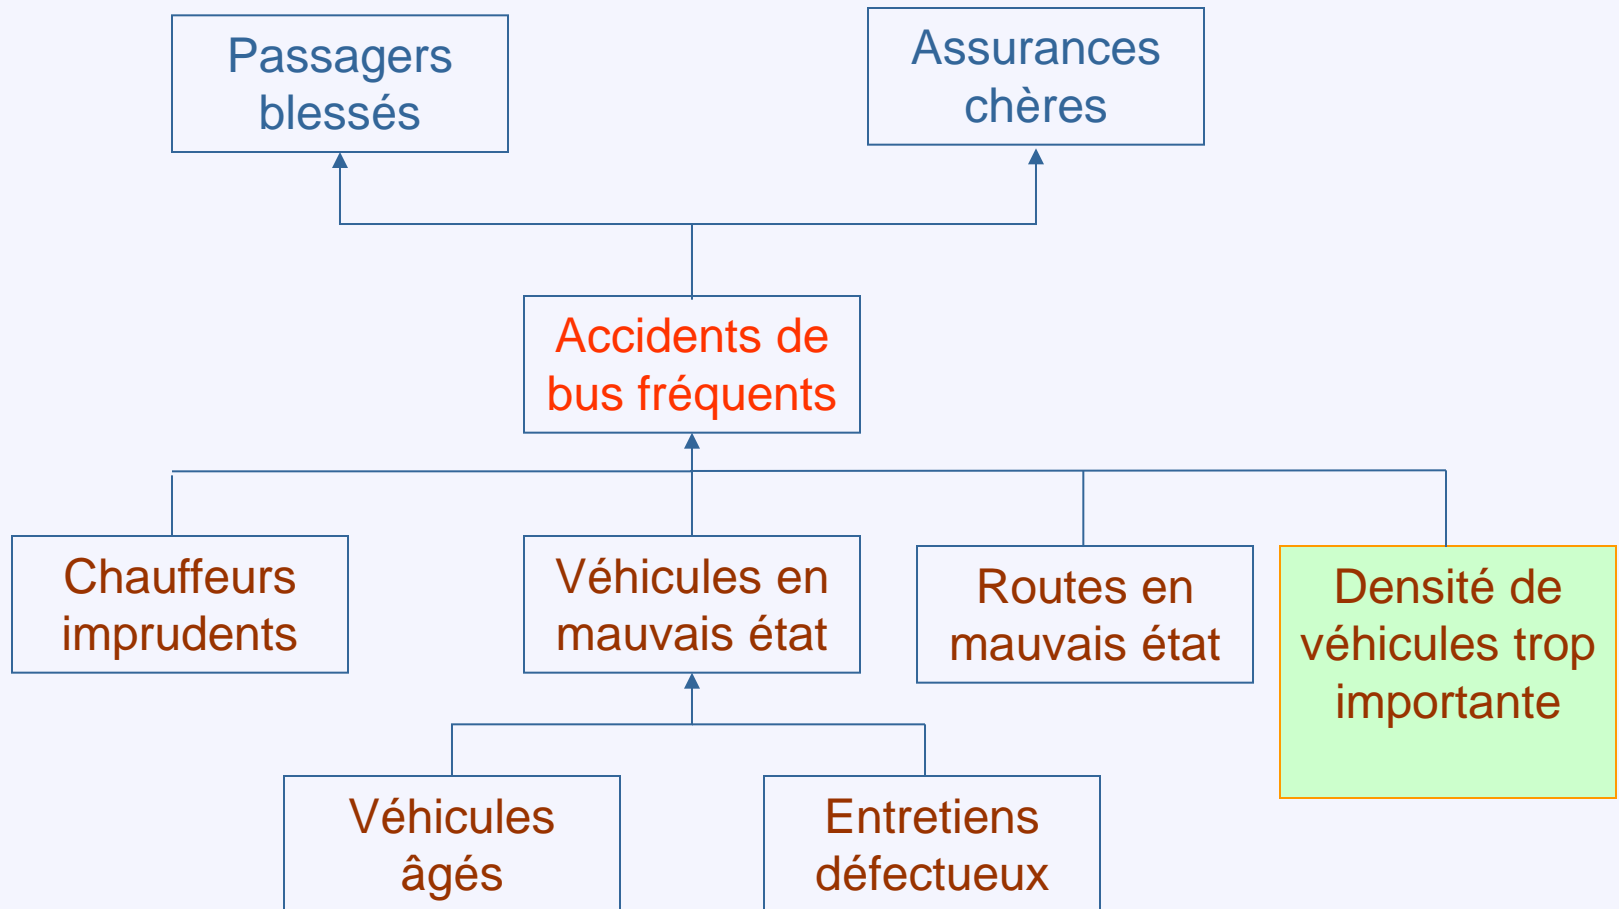 Passagers
blessés
Assurances
chères
Accidents de
bus fréquents
Chauffeurs
imprudents
Véhicules en
mauvais état
Routes en
mauvais état
Densité de
véhicules trop
importante
Véhicules
âgés
Entretiens
défectueux